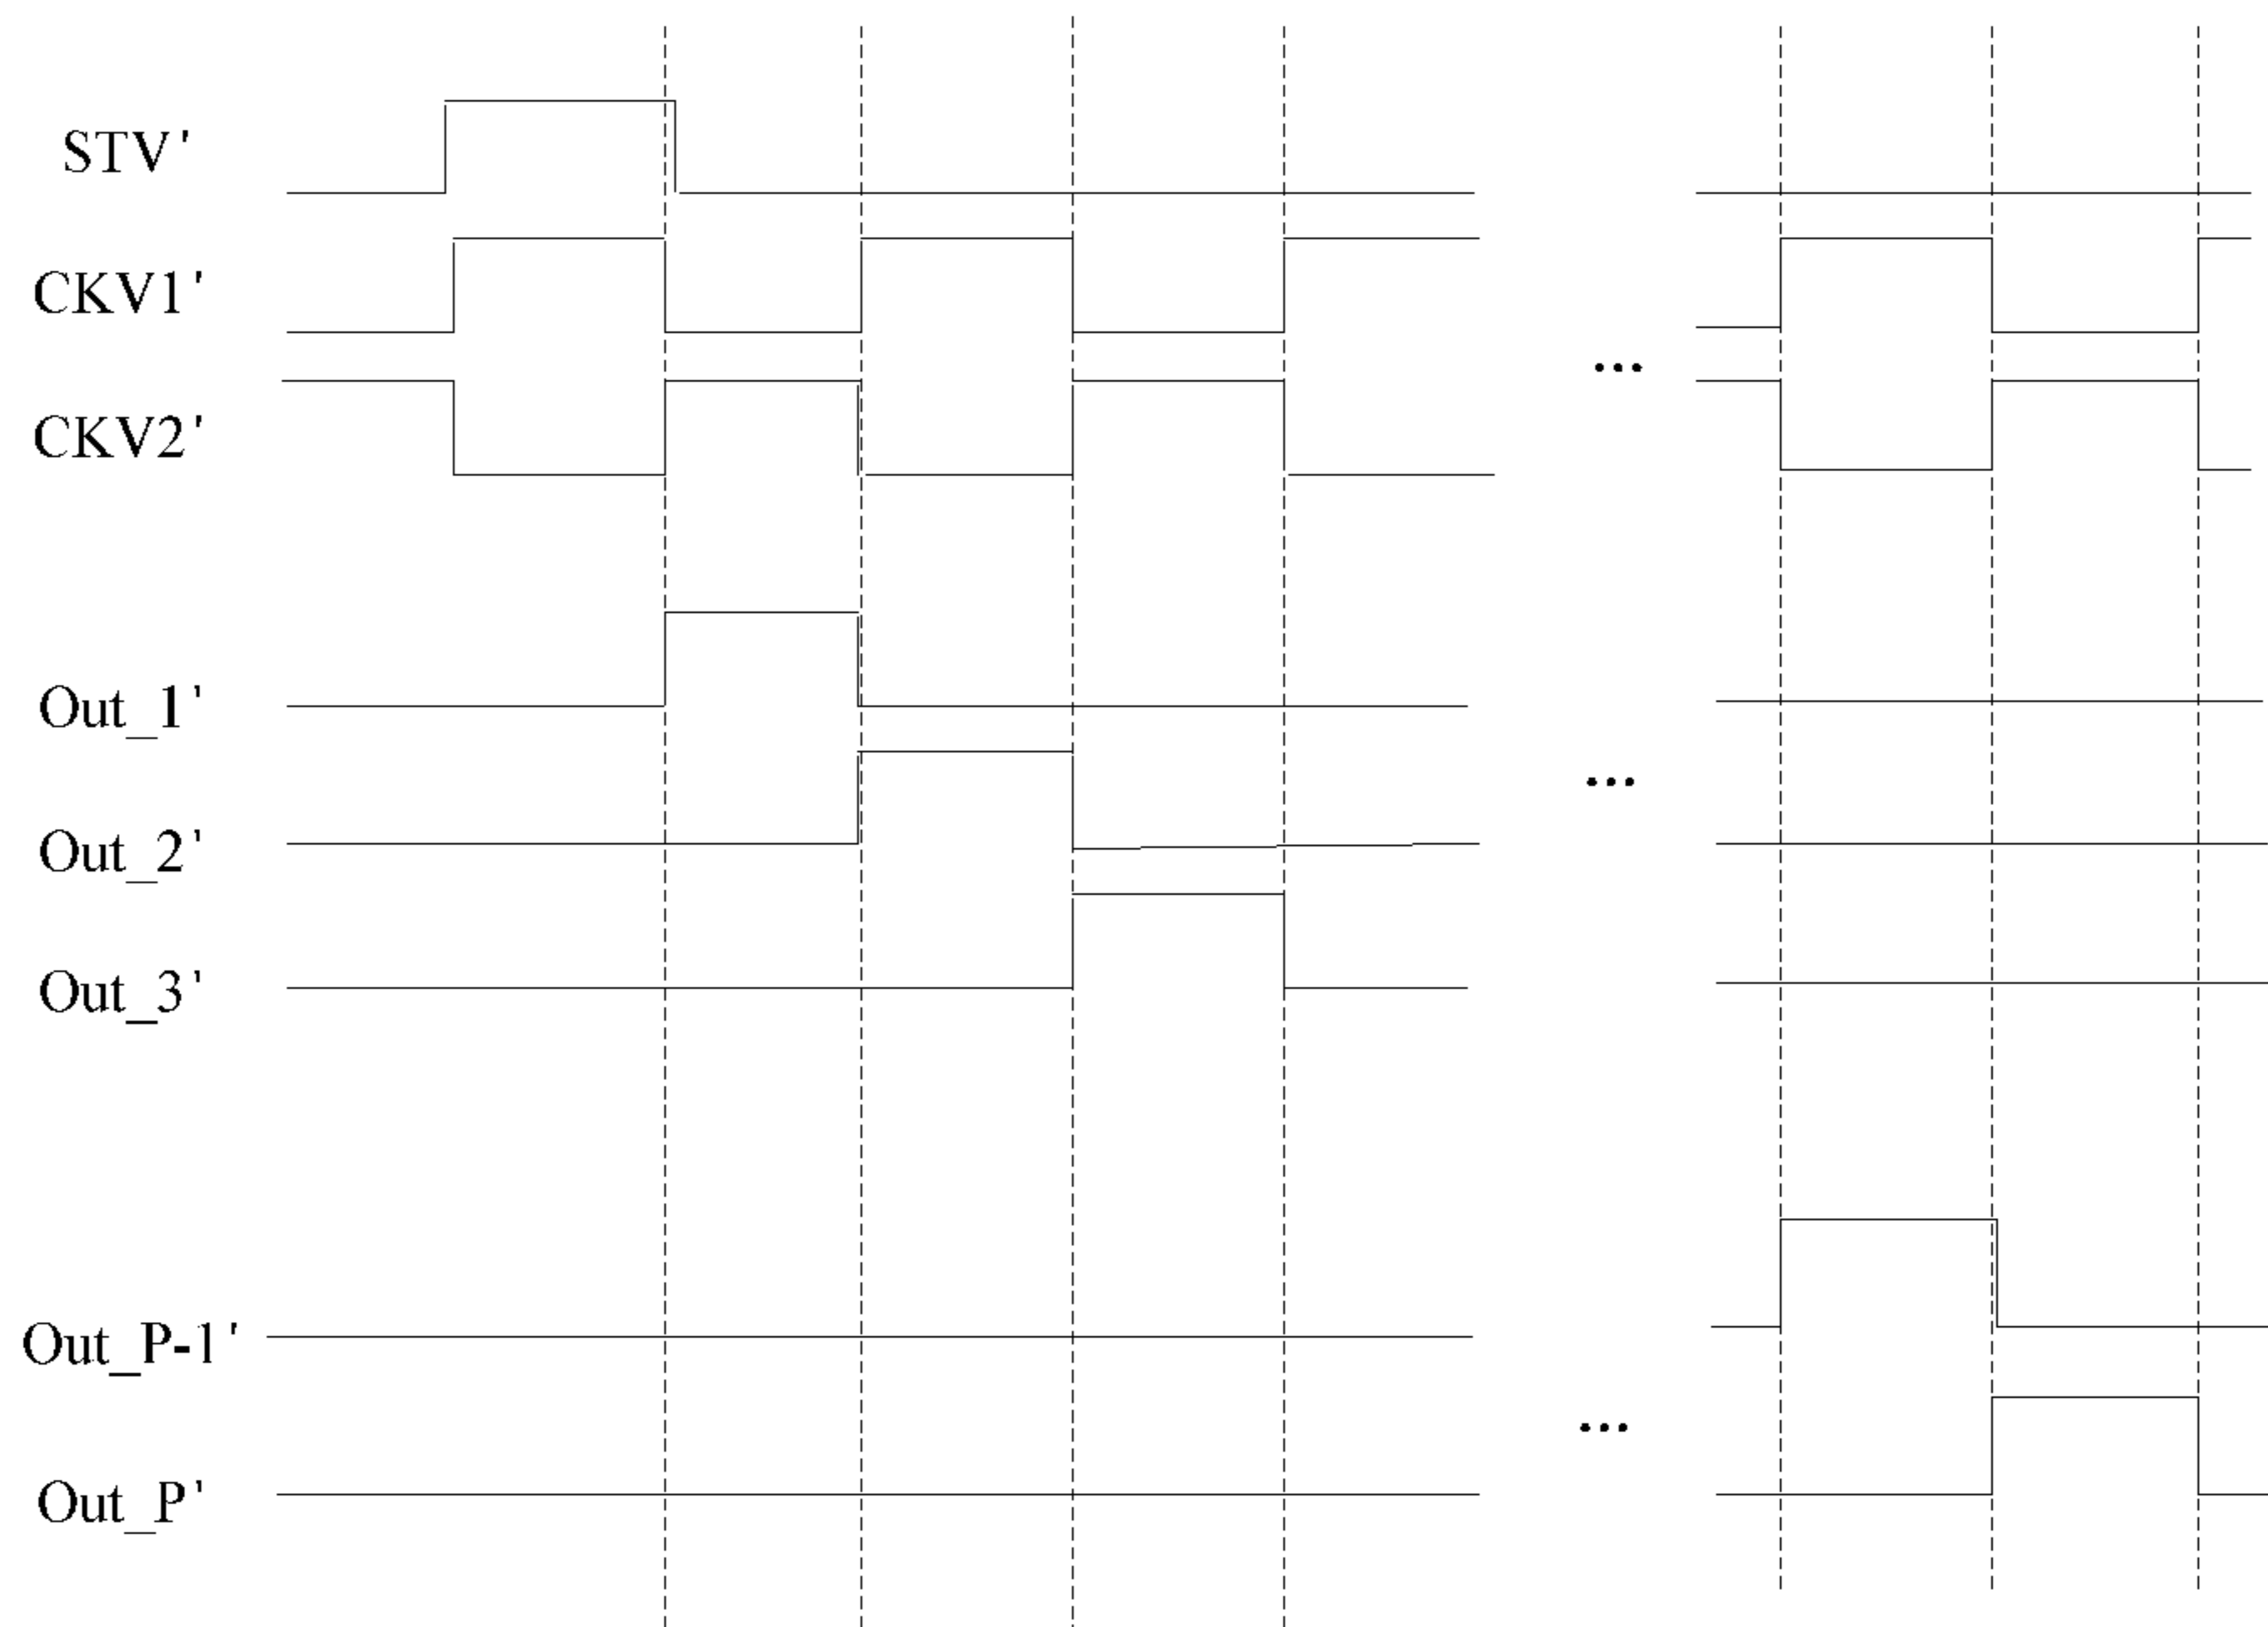 STV'
CKV1'
...
CKV2'
Out_1'
...
Out_2'
Out_3'
Out_P-1'
...
Out_P'